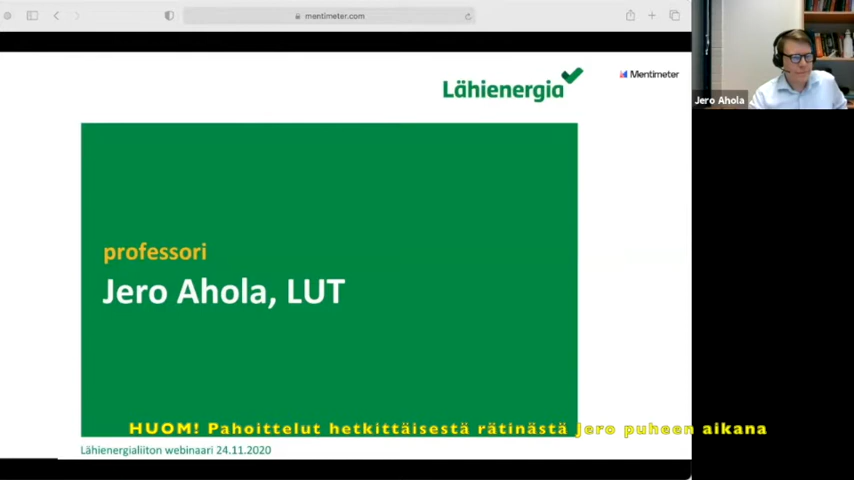 mentimeter.com
Lähienergia
Mentimeter
Jero Ahola
professori
Jero Ahola, LUT
HUOM! Pahoittelut hetkittäisestä rätinästä Jero puheen aikana
Lähienergialiiton webinaari 24.11.2020